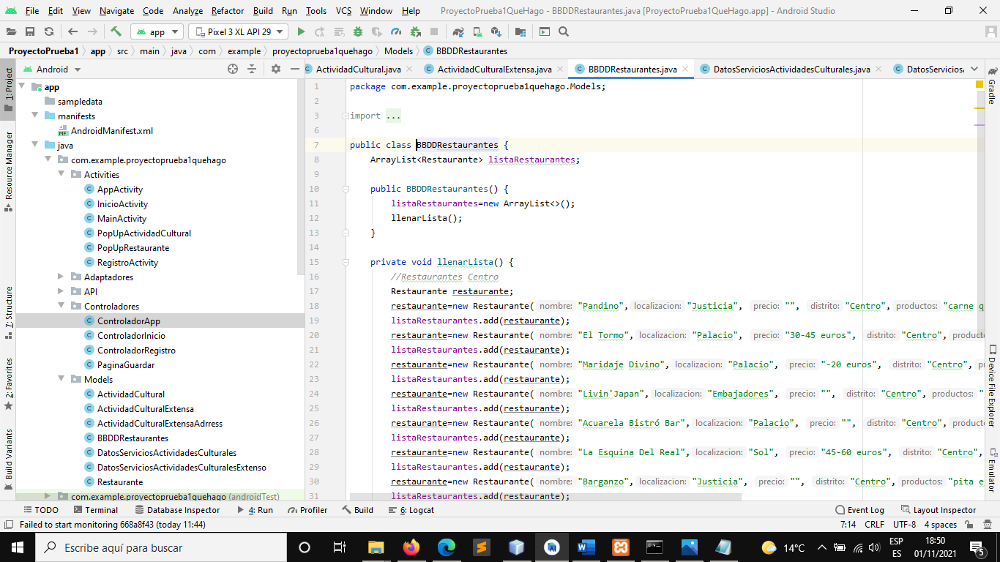 File Edit View Navigate Code Analyze Refactor Build Run Tools VCS Window Help ProyectoPrueba1QueHago - BBDDRestaurantes.java [ProyectoPrueba1QueHago.app] - Android Studio
app Pixel 3 XL API 29
ProyectoPrueba1 app src main java com example proyectoprueba1quehago Models BBDDRestaurantes
Android
ActividadCultural.java ActividadCulturalExtensa.java BBDDRestaurantes.java DatosServiciosActividadesCulturales.java DatosServicios
1: Project
Resource Manager
7: Structure
2: Favorites
Build Variants
app
sampledata
manifests
AndroidManifest.xml
java
com.example.proyectoprueba1quehago
Activities
AppActivity
InicioActivity
MainActivity
PopUpActividadCultural
PopUpRestaurante
RegistroActivity
Adaptadores
API
Controladores
ControladorApp
ControladorInicio
ControladorRegistro
PaginaGuardar
Models
ActividadCultural
ActividadCulturalExtensa
ActividadCulturalExtensaAdrress
BBDDRestaurantes
DatosServiciosActividadesCulturales
DatosServiciosActividadesCulturalesExtenso
Restaurante
com.example.proyectoprueba1quehago (androidTest)
1 package com.example.proyectoprueba1quehago.Models;
2
3 import ...
6
7 public class BBDDRestaurantes {
8 ArrayList<Restaurante> listaRestaurantes;
9
10 public BBDDRestaurantes() {
11 listaRestaurantes=new ArrayList<>();
12 llenarLista();
13 }
14
15 private void llenarLista() {
16 //Restaurantes Centro
17 Restaurante restaurante;
18 restaurante=new Restaurante( nombre: "Pandino", localizacion: "Justicia", precio: "", distrito: "Centro", productos: "carne q
19 listaRestaurantes.add(restaurante);
20 restaurante=new Restaurante( nombre: "El Tormo", localizacion: "Palacio", precio: "30-45 euros", distrito: "Centro", product
21 listaRestaurantes.add(restaurante);
22 restaurante=new Restaurante( nombre: "Maridaje Divino", localizacion: "Palacio", precio: "-20 euros", distrito: "Centro", p
23 listaRestaurantes.add(restaurante);
24 restaurante=new Restaurante( nombre: "Livin'Japan", localizacion: "Embajadores", precio: "", distrito: "Centro", productos: "
25 listaRestaurantes.add(restaurante);
26 restaurante=new Restaurante( nombre: "Acuarela Bistró Bar", localizacion: "Palacio", precio: "", distrito: "Centro", product
27 listaRestaurantes.add(restaurante);
28 restaurante=new Restaurante( nombre: "La Esquina Del Real", localizacion: "Sol", precio: "45-60 euros", distrito: "Centro",
29 listaRestaurantes.add(restaurante);
30 restaurante=new Restaurante( nombre: "Barganzo", localizacion: "Justicia", precio: "", distrito: "Centro", productos: "pita e
31 listaRestaurantes.add(restaurante);
Gradle
Device File Explorer
Emulator
TODO Terminal Database Inspector 4: Run Profiler Build 6: Logcat Event Log Layout Inspector
Failed to start monitoring 668a8f43 (today 11:44) 7:14 CRLF UTF-8 4 spaces
Escribe aquí para buscar
14°C
ESP
ES
18:50
01/11/2021
5